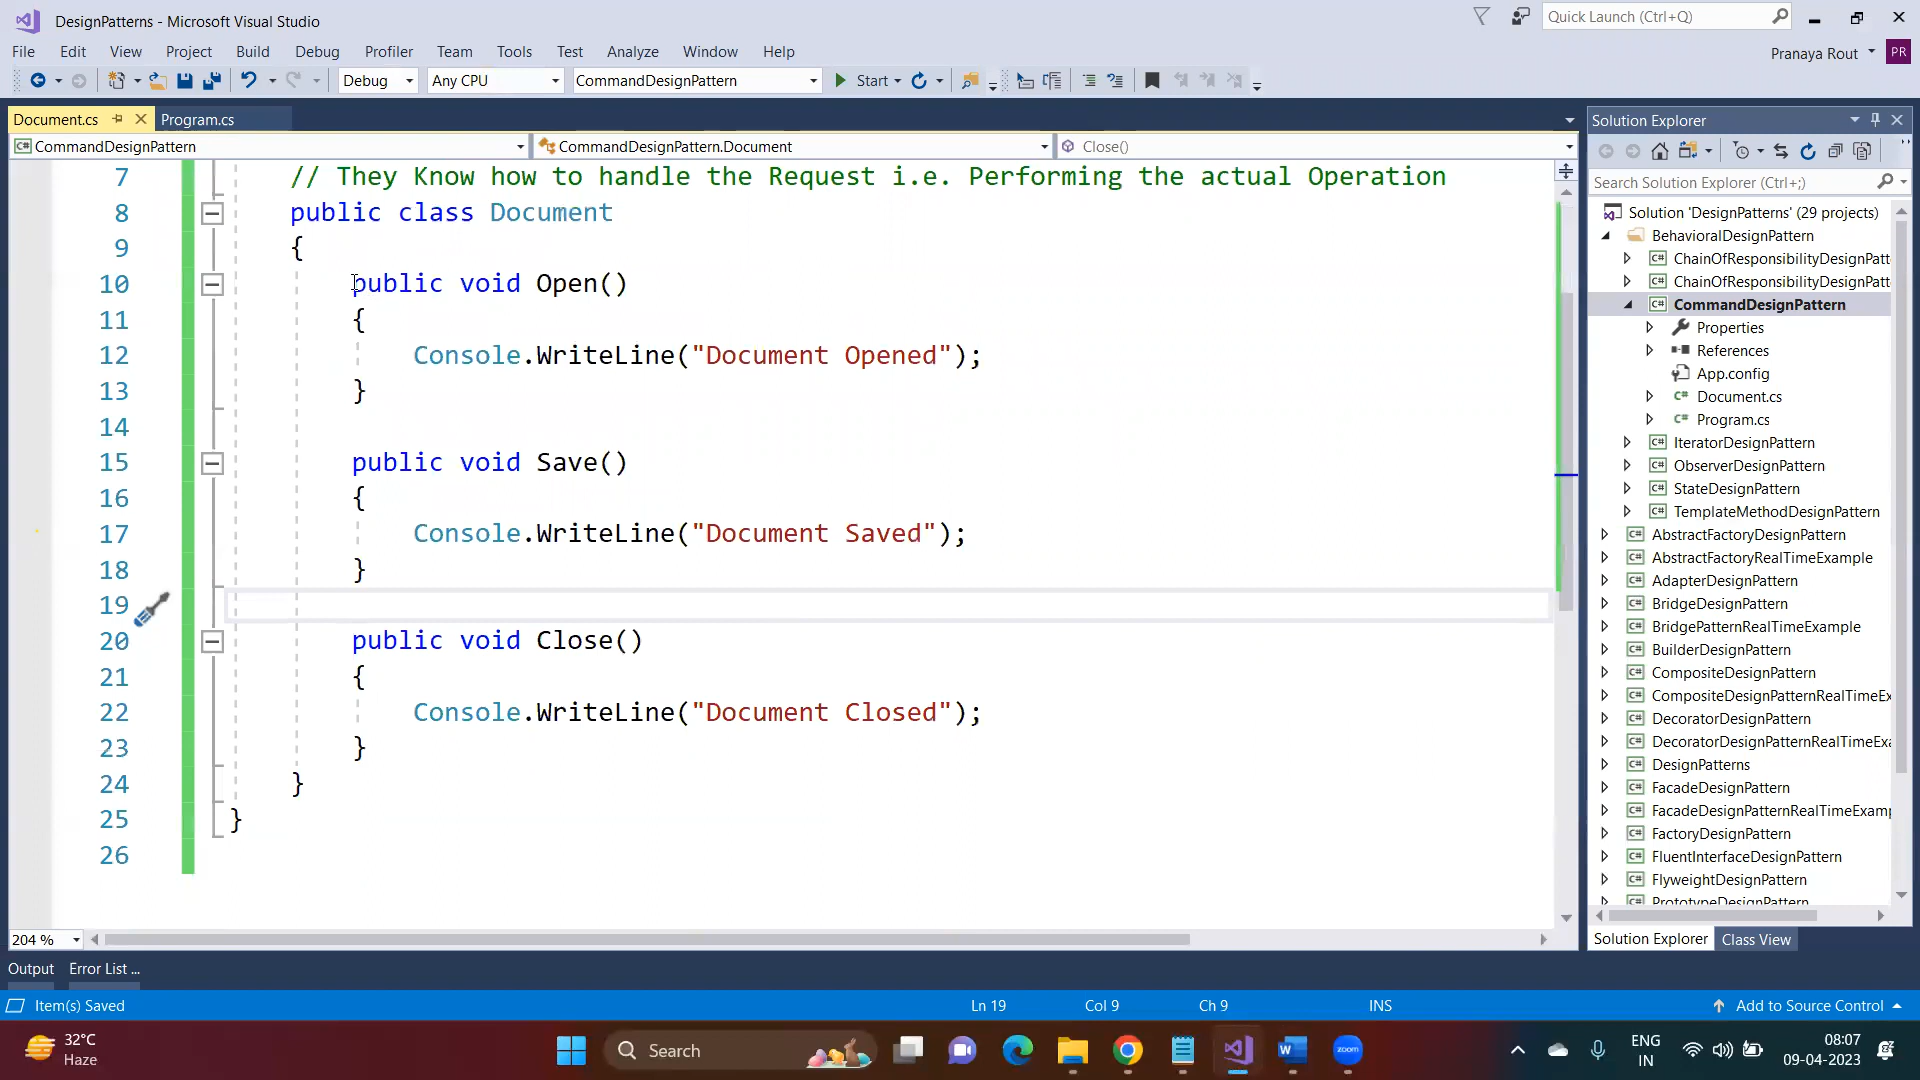 DesignPatterns - Microsoft Visual Studio
Quick Launch (Ctrl+Q)
File Edit View Project Build Debug Profiler Team Tools Test Analyze Window Help
Pranaya Rout PR
Debug Any CPU CommandDesignPattern Start
Document.cs Program.cs
CommandDesignPattern CommandDesignPattern.Document Close()
7 // They Know how to handle the Request i.e. Performing the actual Operation
8 public class Document
9 {
10 public void Open()
11 {
12 Console.WriteLine("Document Opened");
13 }
14
15 public void Save()
16 {
17 Console.WriteLine("Document Saved");
18 }
19
20 public void Close()
21 {
22 Console.WriteLine("Document Closed");
23 }
24 }
25 }
26
204 %
Solution Explorer
Search Solution Explorer (Ctrl+;)
Solution 'DesignPatterns' (29 projects)
BehavioralDesignPattern
C# ChainOfResponsibilityDesignPatt
C# ChainOfResponsibilityDesignPatt
C# CommandDesignPattern
Properties
References
App.config
C# Document.cs
C# Program.cs
C# IteratorDesignPattern
C# ObserverDesignPattern
C# StateDesignPattern
C# TemplateMethodDesignPattern
C# AbstractFactoryDesignPattern
C# AbstractFactoryRealTimeExample
C# AdapterDesignPattern
C# BridgeDesignPattern
C# BridgePatternRealTimeExample
C# BuilderDesignPattern
C# CompositeDesignPattern
C# CompositeDesignPatternRealTimeEx
C# DecoratorDesignPattern
C# DecoratorDesignPatternRealTimeExa
C# DesignPatterns
C# FacadeDesignPattern
C# FacadeDesignPatternRealTimeExamp
C# FactoryDesignPattern
C# FluentInterfaceDesignPattern
C# FlyweightDesignPattern
C# PrototypeDesignPattern
Solution Explorer Class View
Output Error List ...
Item(s) Saved Ln 19 Col 9 Ch 9 INS Add to Source Control
32°C
Haze
Search
zoom
ENG
IN
08:07
09-04-2023